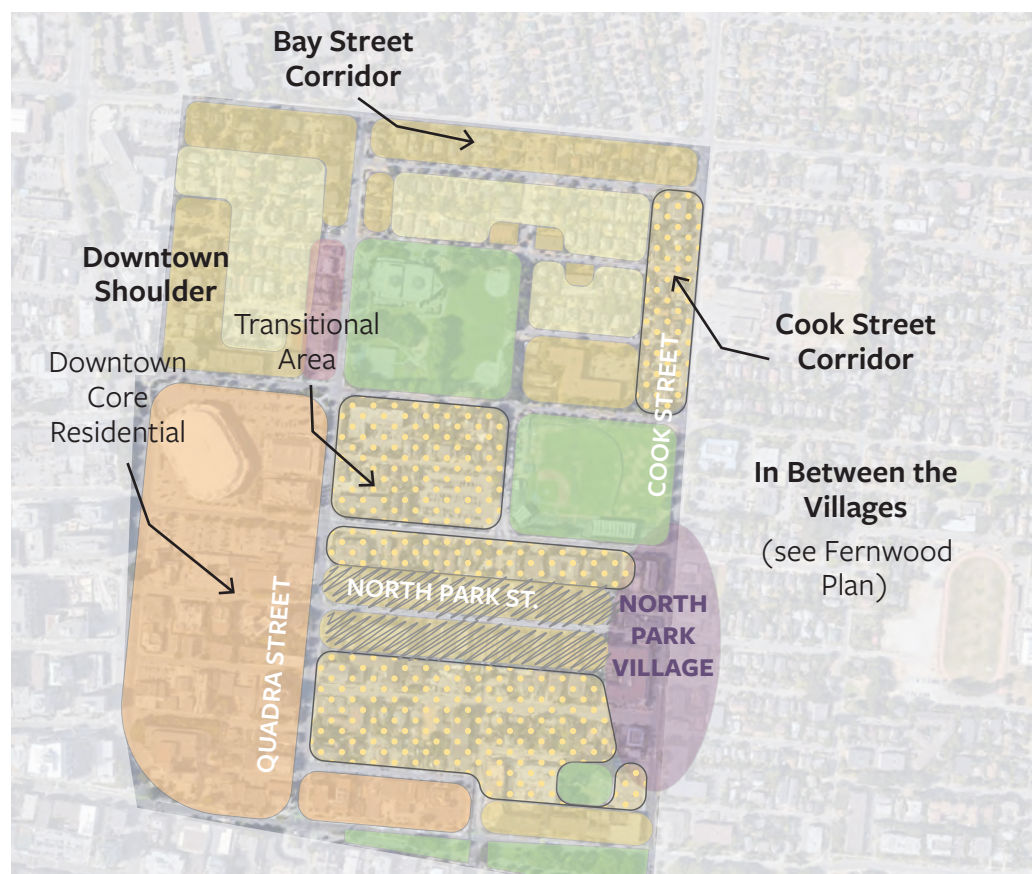 Bay Street
Corridor
Downtown
Shoulder
Transitional
Area
Downtown
Core
Residential
Cook Street
Corridor
COOK STREET
In Between the
Villages
(see Fernwood
Plan)
NORTH PARK ST.
NORTH
PARK
VILLAGE
QUADRA STREET